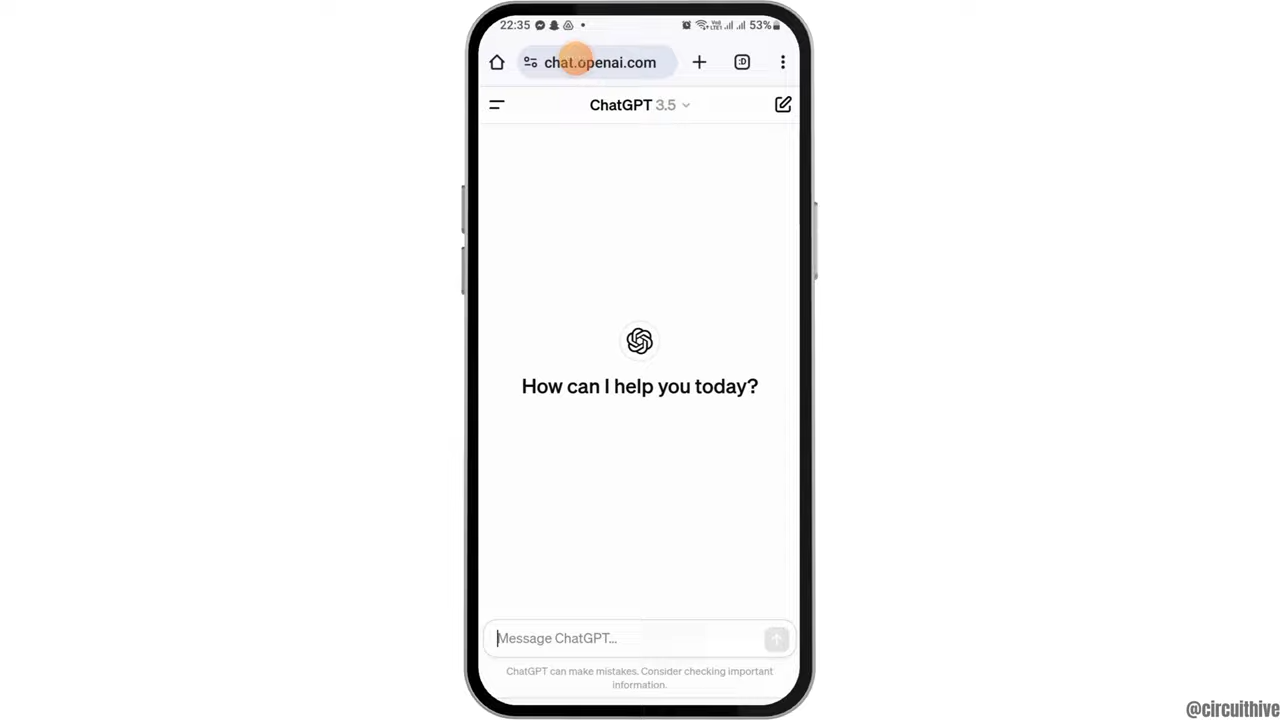 22:35 53%
chat.openai.com :D
ChatGPT 3.5
How can I help you today?
Message ChatGPT...
ChatGPT can make mistakes. Consider checking important
information.
@circuithive